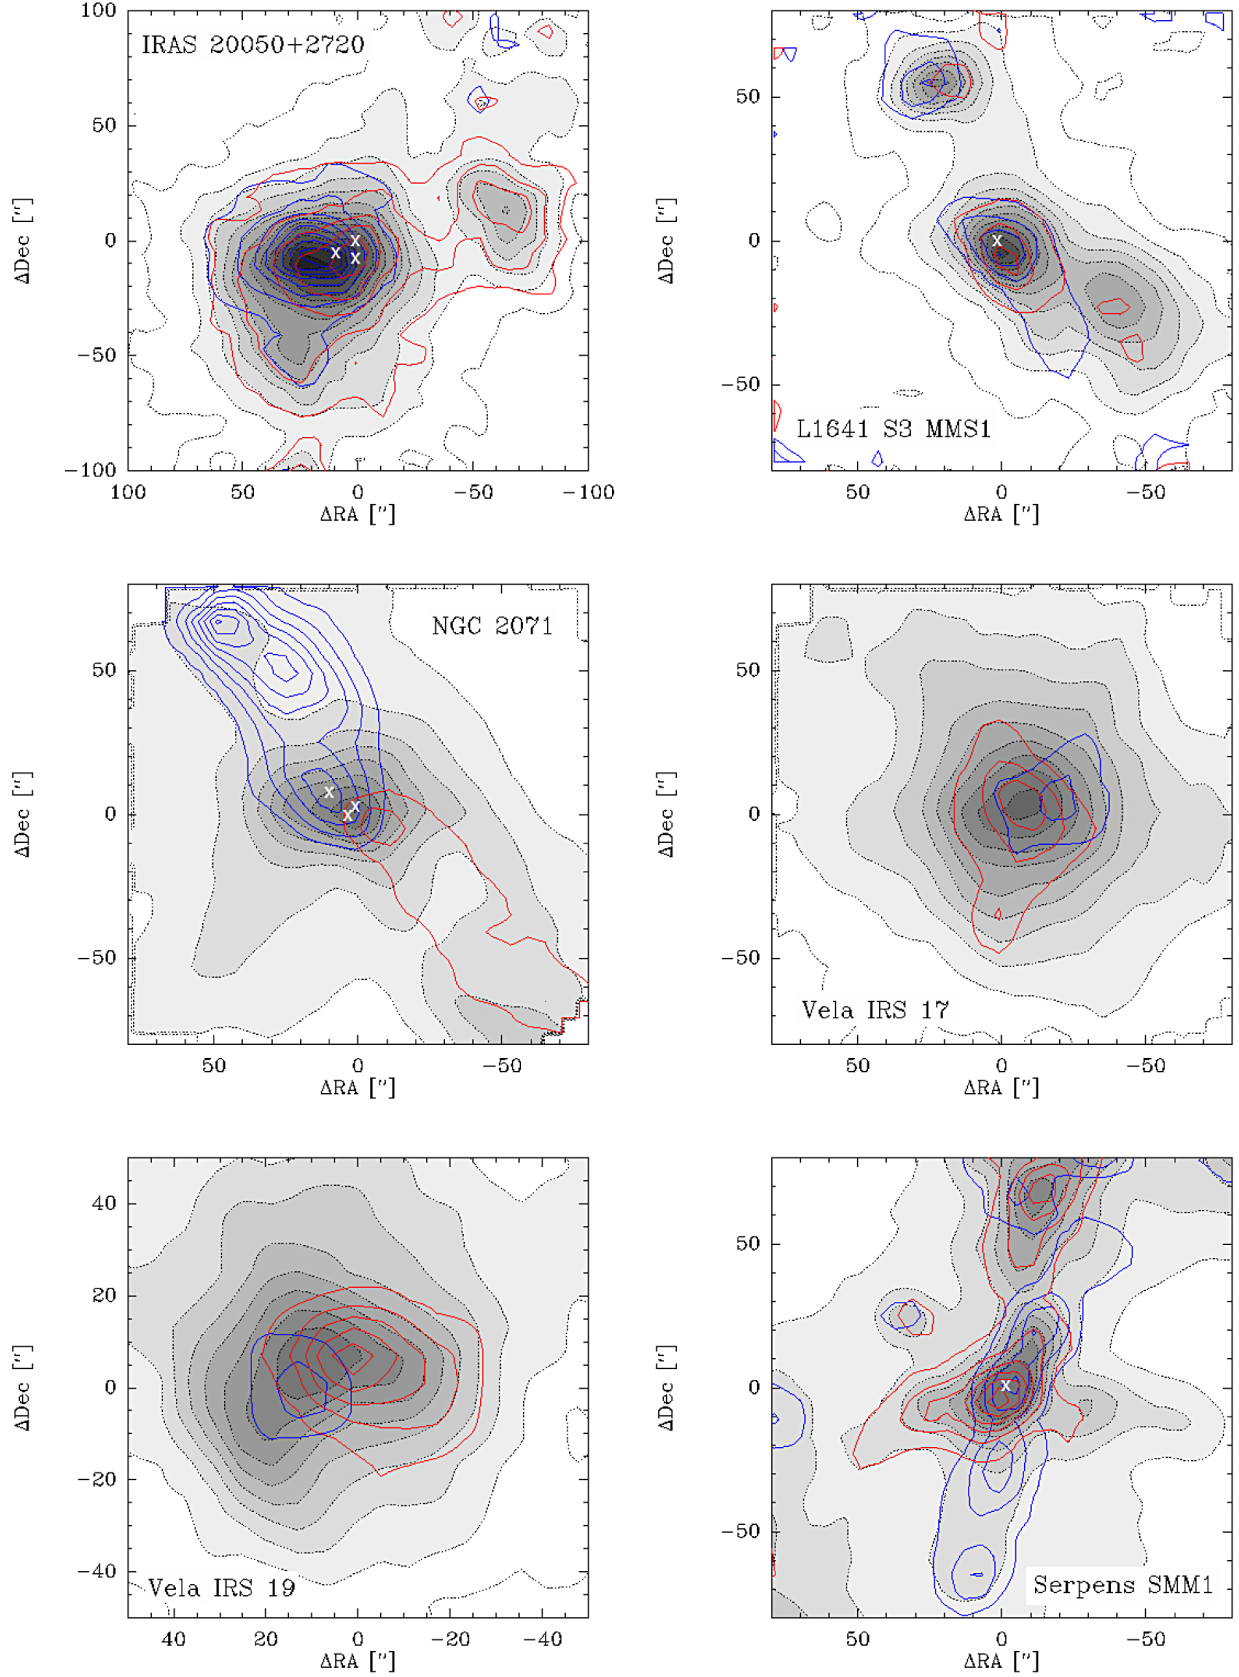 IRAS 20050+2720
100
50
0
−50
−100
ΔDec [″]
100 50 0 −50 −100
ΔRA [″]
x
x
x
L1641 S3 MMS1
50
0
−50
ΔDec [″]
50 0 −50
ΔRA [″]
x
NGC 2071
50
0
−50
ΔDec [″]
50 0 −50
ΔRA [″]
x
x
x
Vela IRS 17
50
0
−50
ΔDec [″]
50 0 −50
ΔRA [″]
Vela IRS 19
40
20
0
−20
−40
ΔDec [″]
40 20 0 −20 −40
ΔRA [″]
Serpens SMM1
50
0
−50
ΔDec [″]
50 0 −50
ΔRA [″]
x